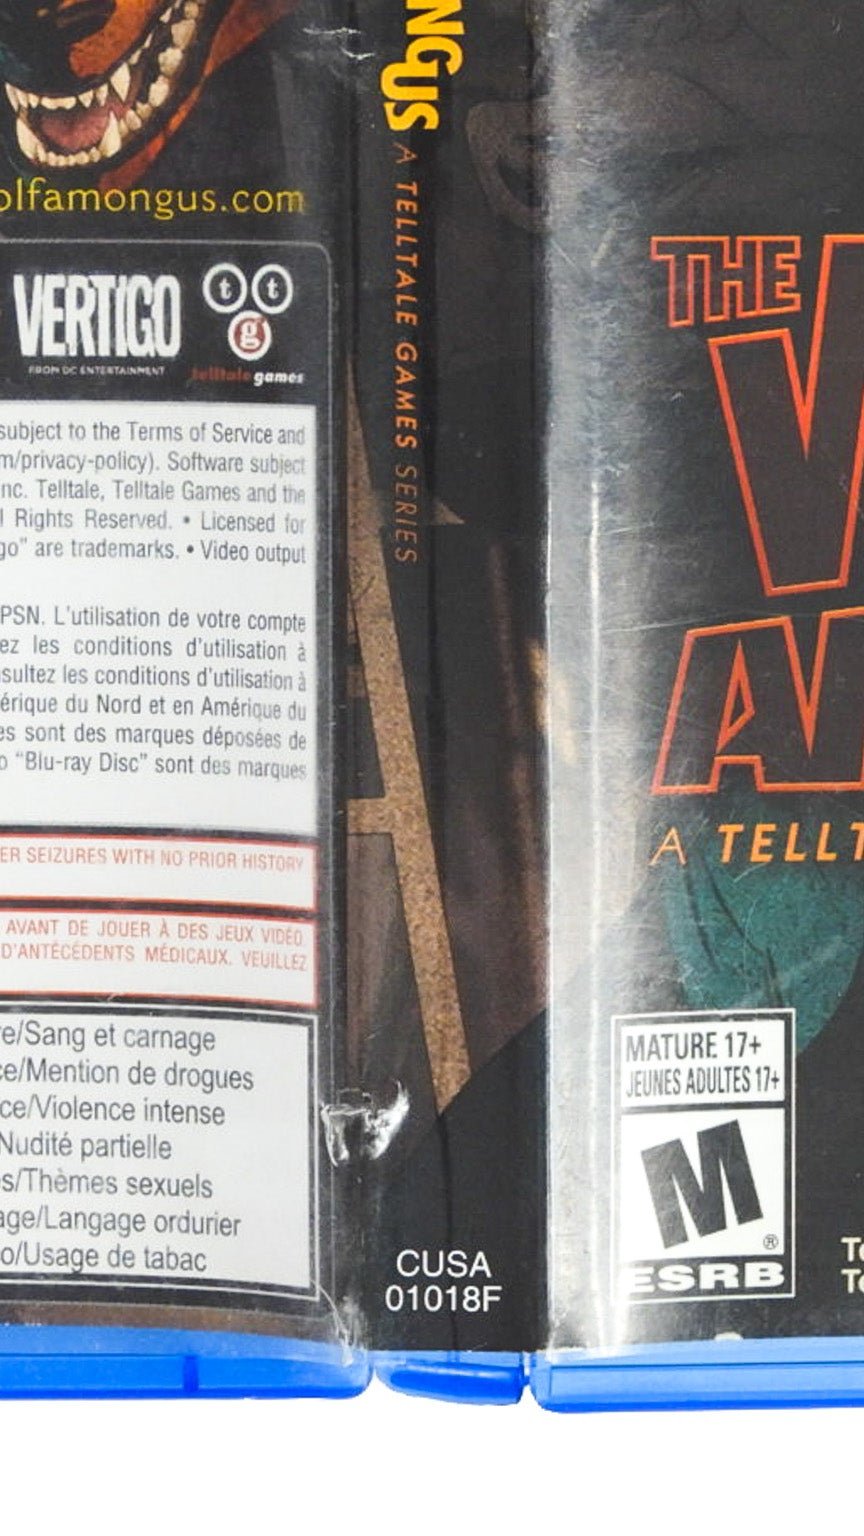 olfamongus.com
VERTIGO
FROM DC ENTERTAINMENT
t t
g
telltale games
subject to the Terms of Service and
m/privacy-policy). Software subject
nc. Telltale, Telltale Games and the
l Rights Reserved. • Licensed for
go” are trademarks. • Video output
PSN. L'utilisation de votre compte
ez les conditions d'utilisation à
sultez les conditions d'utilisation à
érique du Nord et en Amérique du
es sont des marques déposées de
o “Blu-ray Disc” sont des marques
ER SEIZURES WITH NO PRIOR HISTORY
AVANT DE JOUER À DES JEUX VIDÉO.
D'ANTÉCÉDENTS MÉDICAUX. VEUILLEZ
re/Sang et carnage
ce/Mention de drogues
ce/Violence intense
Nudité partielle
s/Thèmes sexuels
age/Langage ordurier
o/Usage de tabac
NGUS
A TELLTALE GAMES SERIES
CUSA
01018F
THE
W
A
A TELLT
MATURE 17+
JEUNES ADULTES 17+
M
®
ESRB